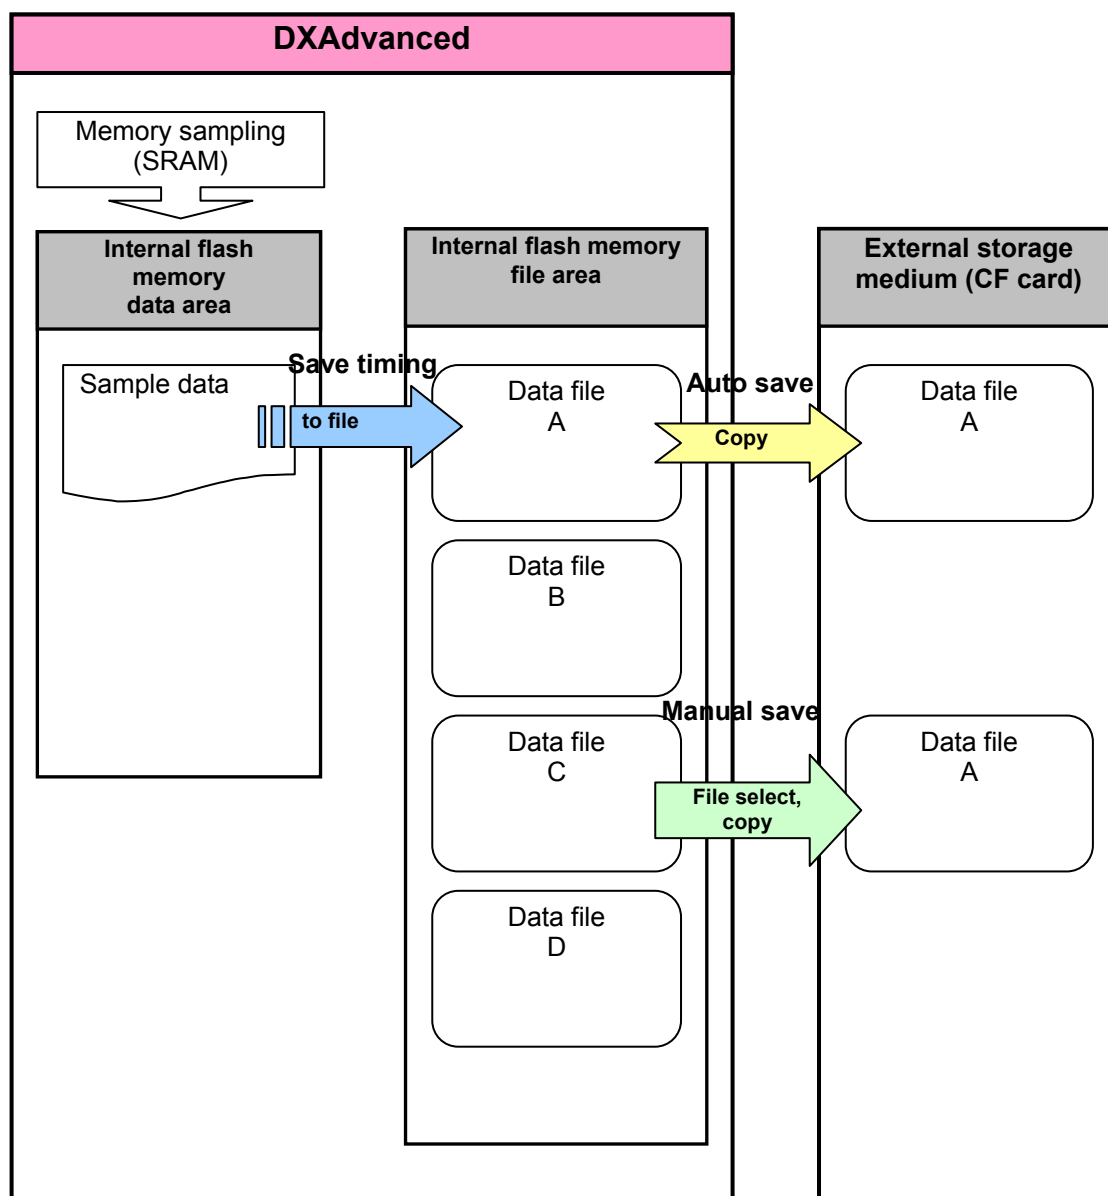 DXAdvanced
Memory sampling
(SRAM)
Internal flash
memory
data area
Internal flash memory
file area
External storage
medium (CF card)
Sample data
Save timing
to file
Data file
A
Auto save
Copy
Data file
A
Data file
B
Manual save
Data file
C
File select,
copy
Data file
A
Data file
D